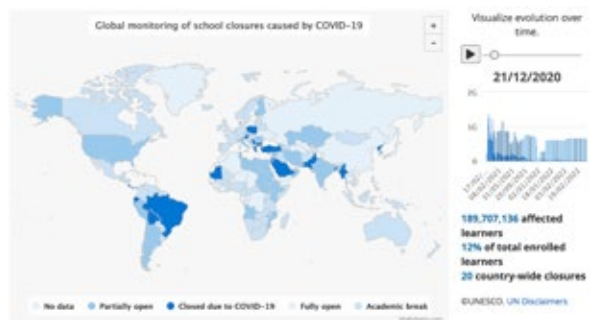 Global monitoring of school closures caused by COVID-19
+
-
No data
Partially open
Closed due to COVID-19
Fully open
Academic break
Visualize evolution over
time.
21/12/2020
189,707,136 affected
learners
12% of total enrolled
learners
20 country-wide closures
©UNESCO. UN Disclaimers